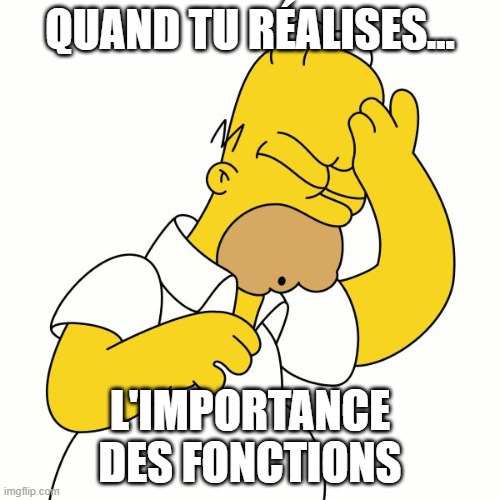 QUAND TU RÉALISES...
L'IMPORTANCE
DES FONCTIONS
imgflip.com